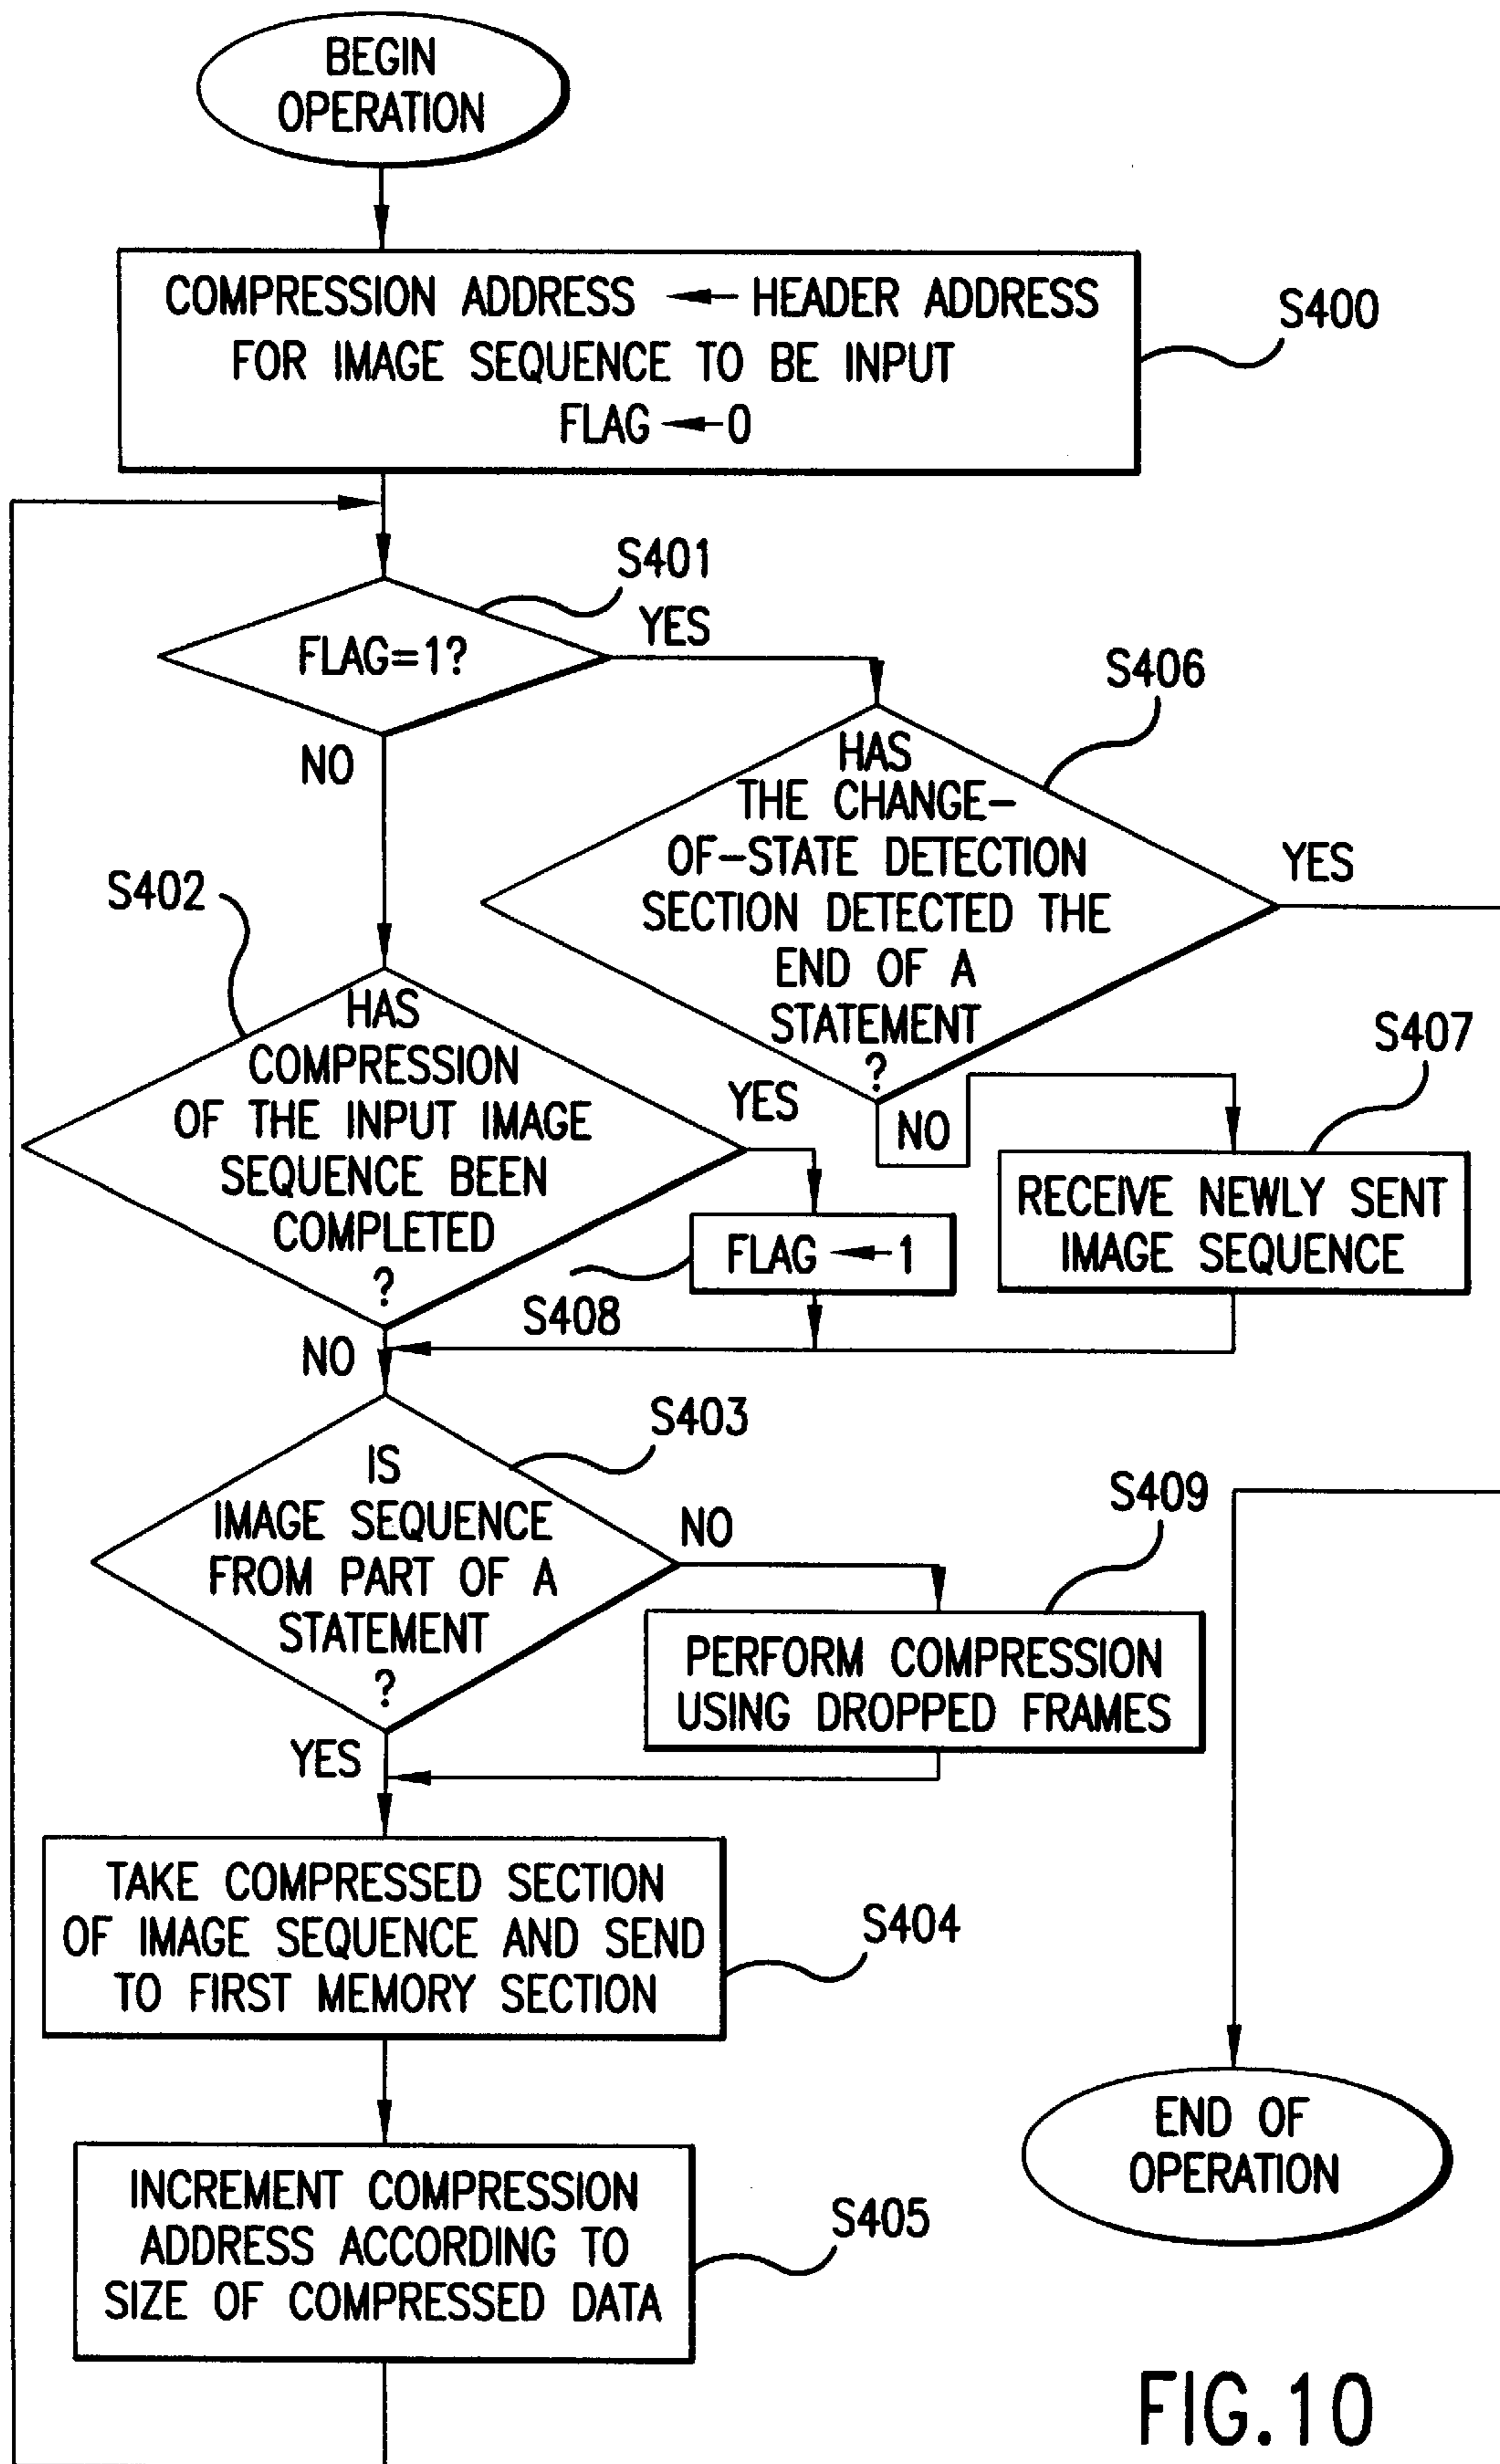 BEGIN
OPERATION
COMPRESSION ADDRESS ← HEADER ADDRESS
FOR IMAGE SEQUENCE TO BE INPUT
FLAG ← 0
S400
S401
FLAG=1?
YES
NO
S406
HAS
THE CHANGE-
OF-STATE DETECTION
SECTION DETECTED THE
END OF A
STATEMENT
?
YES
NO
S402
HAS
COMPRESSION
OF THE INPUT IMAGE
SEQUENCE BEEN
COMPLETED
?
YES
NO
S407
RECEIVE NEWLY SENT
IMAGE SEQUENCE
FLAG ← 1
S408
S403
IS
IMAGE SEQUENCE
FROM PART OF A
STATEMENT
?
NO
YES
S409
PERFORM COMPRESSION
USING DROPPED FRAMES
TAKE COMPRESSED SECTION
OF IMAGE SEQUENCE AND SEND
TO FIRST MEMORY SECTION
S404
INCREMENT COMPRESSION
ADDRESS ACCORDING TO
SIZE OF COMPRESSED DATA
S405
END OF
OPERATION
FIG.10